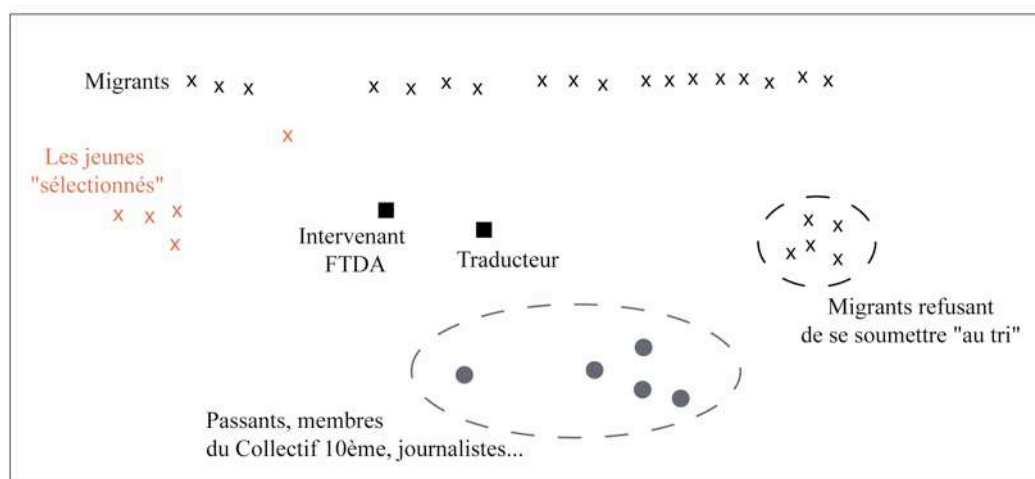 Migrants
Les jeunes
"sélectionnés"
Intervenant
FTDA
Traducteur
Migrants refusant
de se soumettre "au tri"
Passants, membres
du Collectif 10ème, journalistes...